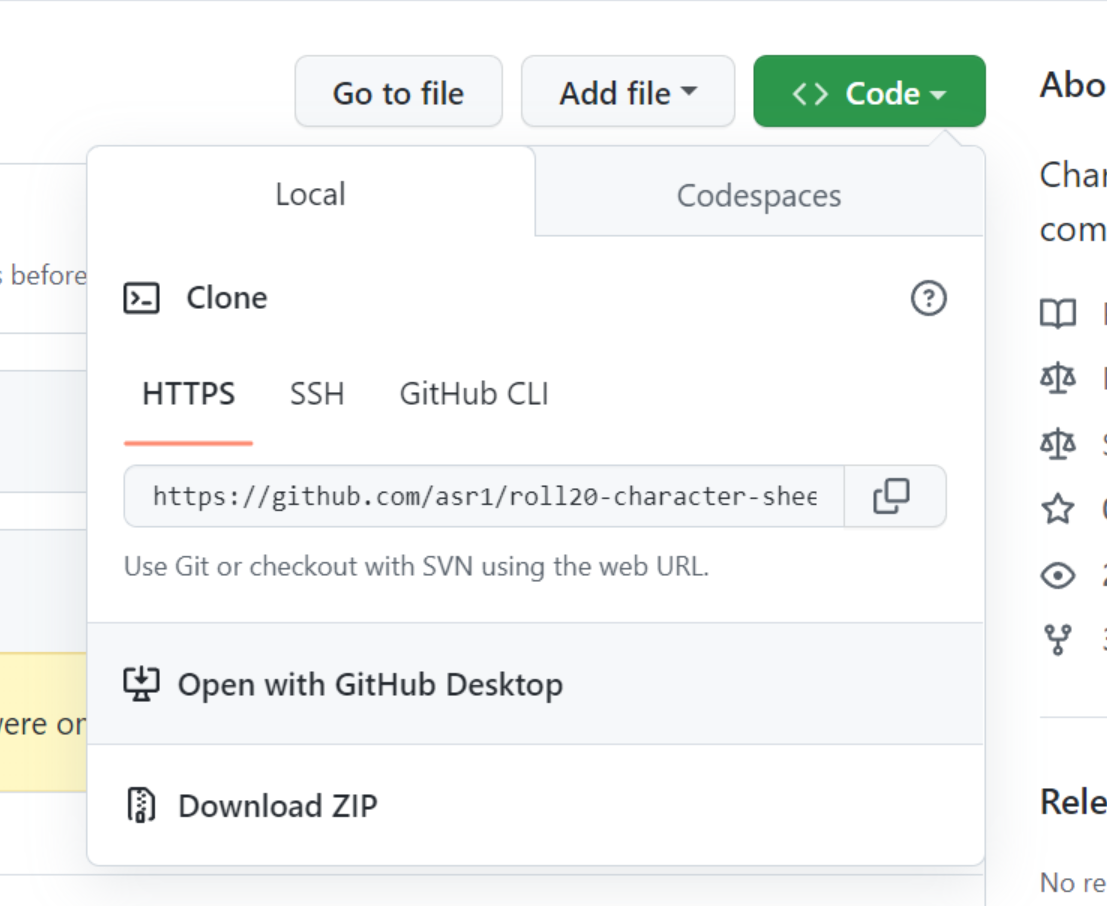 Go to file
Add file
Code
Local
Codespaces
before
Clone
HTTPS
SSH
GitHub CLI
https://github.com/asr1/roll20-character-shee
Use Git or checkout with SVN using the web URL.
Open with GitHub Desktop
Download ZIP
Abo
Char
com
Rele
No re